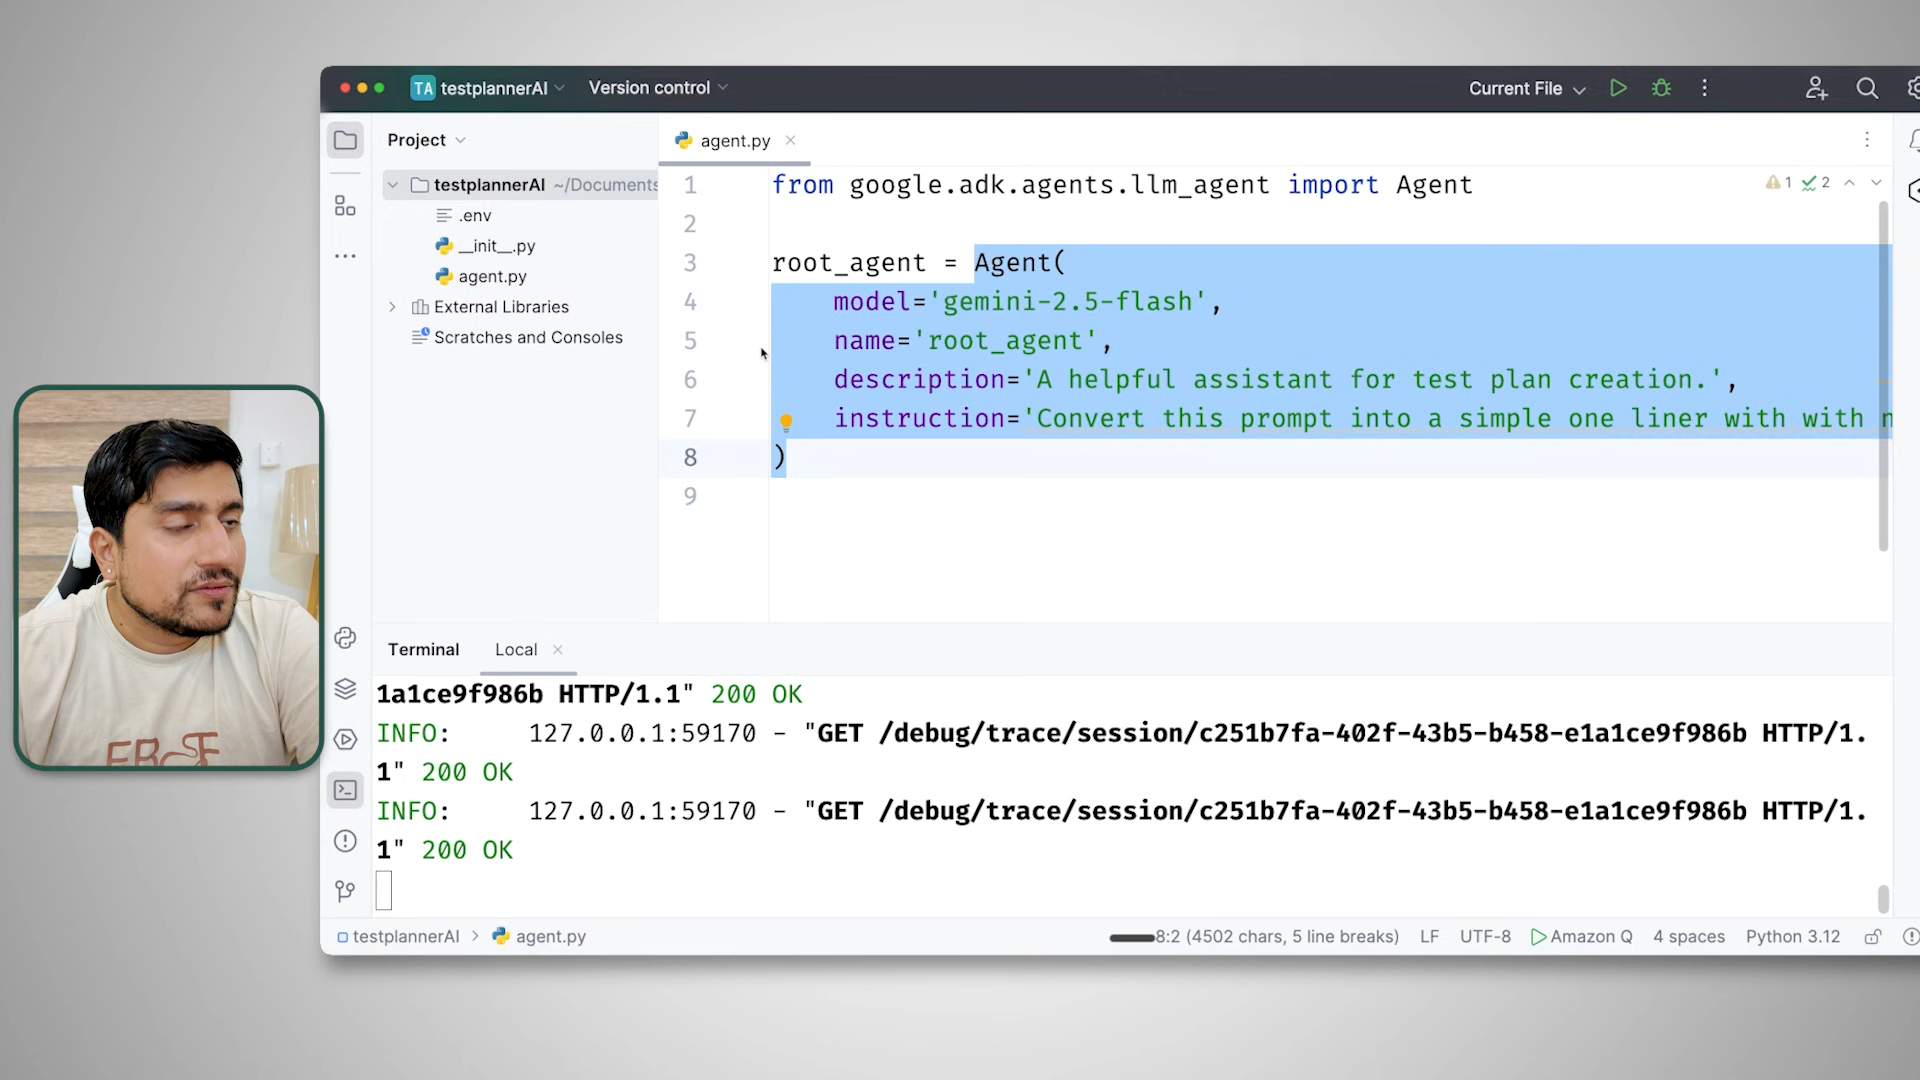 TA testplannerAI
Version control
Current File
Project
agent.py
testplannerAI ~/Documents
.env
__init__.py
agent.py
External Libraries
Scratches and Consoles
1 from google.adk.agents.llm_agent import Agent
1 2
2
3 root_agent = Agent(
4 model='gemini-2.5-flash',
5 name='root_agent',
6 description='A helpful assistant for test plan creation.',
7 instruction='Convert this prompt into a simple one liner with with
8 )
9
Terminal Local
1a1ce9f986b HTTP/1.1" 200 OK
INFO: 127.0.0.1:59170 - "GET /debug/trace/session/c251b7fa-402f-43b5-b458-e1a1ce9f986b HTTP/1.
1" 200 OK
INFO: 127.0.0.1:59170 - "GET /debug/trace/session/c251b7fa-402f-43b5-b458-e1a1ce9f986b HTTP/1.
1" 200 OK
testplannerAI > agent.py
8:2 (4502 chars, 5 line breaks) LF UTF-8 Amazon Q 4 spaces Python 3.12